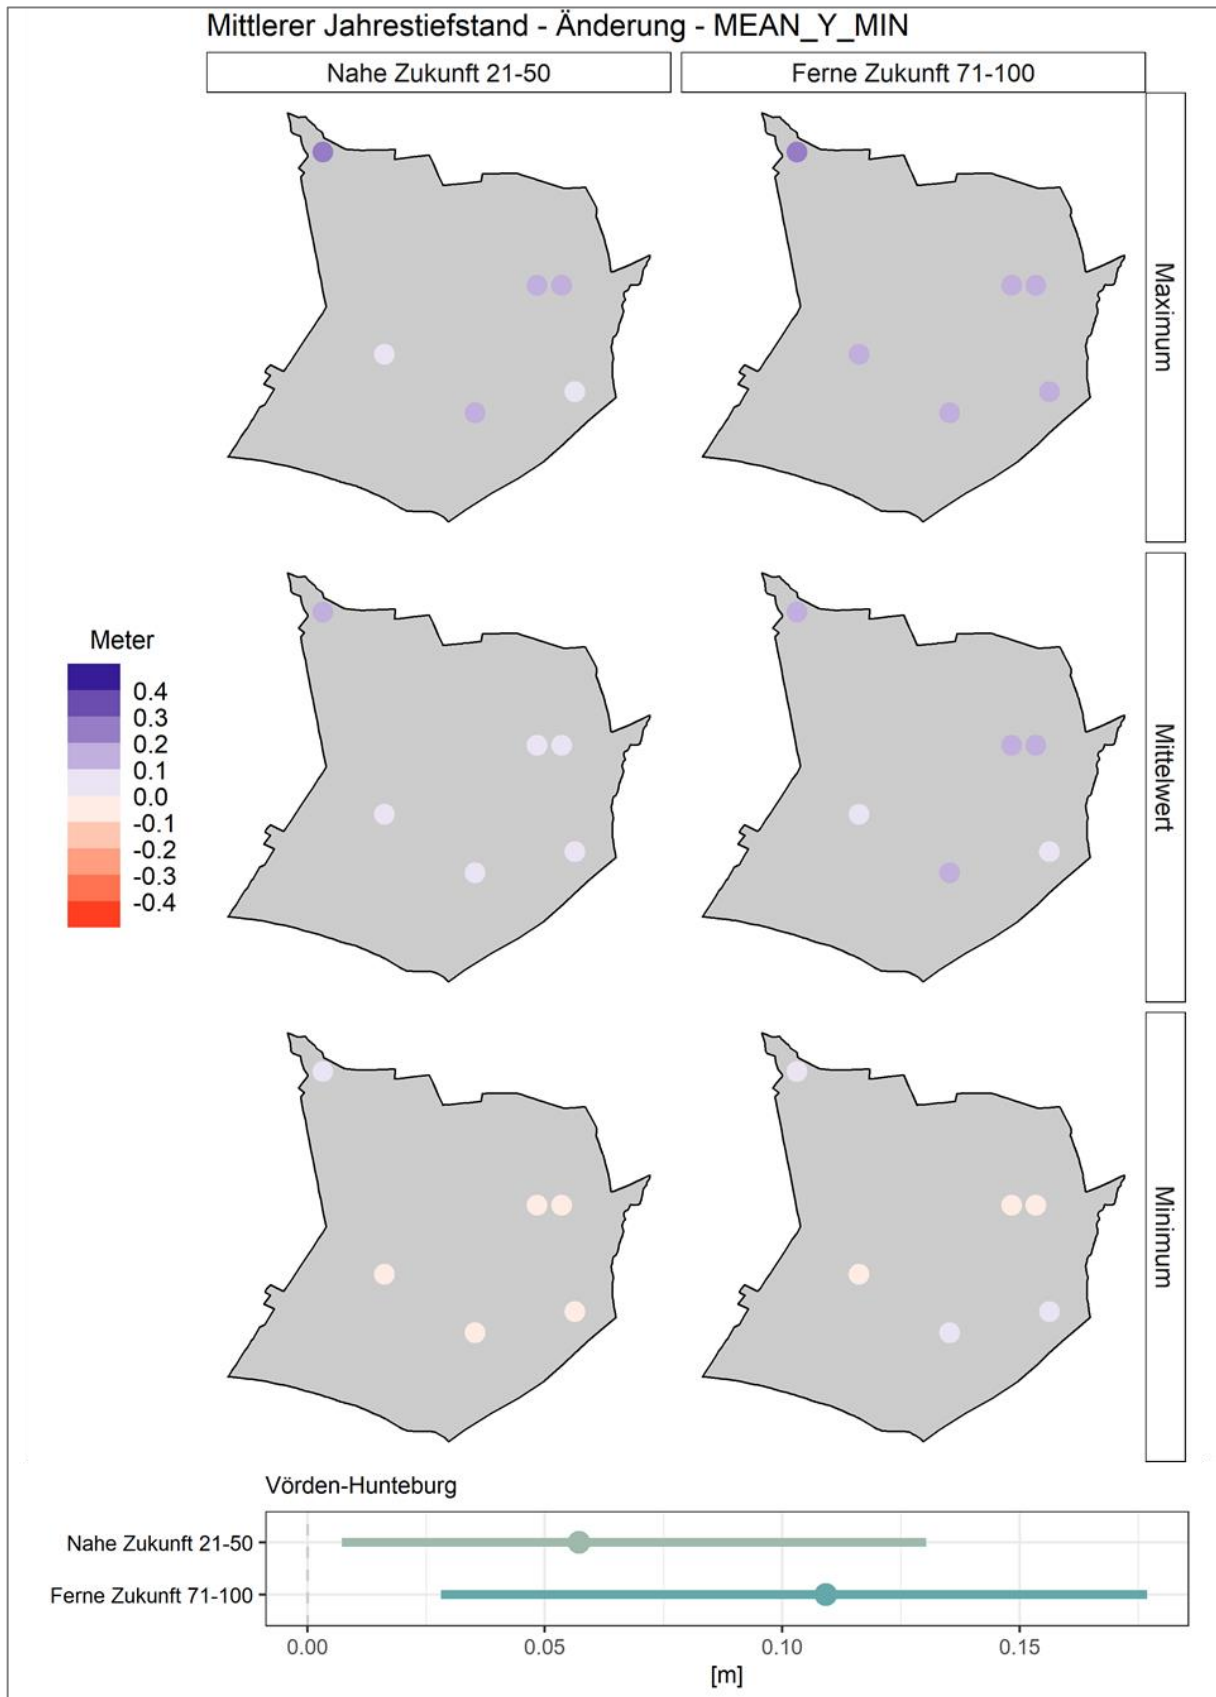 Mittlerer Jahrestiefstand - Änderung - MEAN_Y_MIN
Nahe Zukunft 21-50
Ferne Zukunft 71-100
Maximum
Meter
0.4
0.3
0.2
0.1
0.0
-0.1
-0.2
-0.3
-0.4
Mittelwert
Minimum
Vörden-Hunteburg
Nahe Zukunft 21-50
Ferne Zukunft 71-100
0.00
0.05
0.10
0.15
[m]